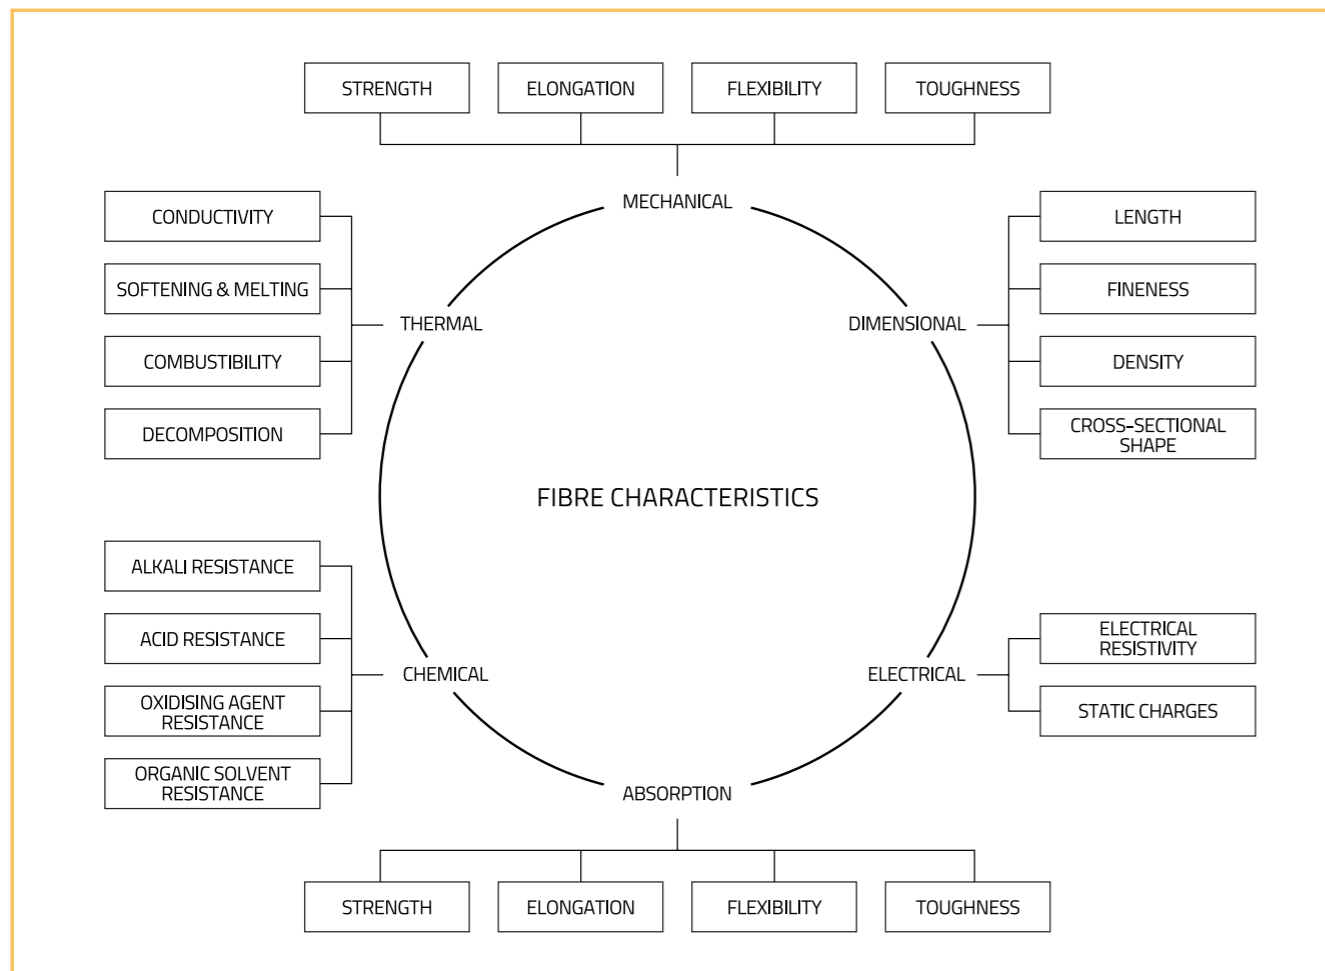 STRENGTH
ELONGATION
FLEXIBILITY
TOUGHNESS
MECHANICAL
CONDUCTIVITY
SOFTENING & MELTING
COMBUSTIBILITY
DECOMPOSITION
THERMAL
LENGTH
FINENESS
DENSITY
CROSS-SECTIONAL
SHAPE
DIMENSIONAL
FIBRE CHARACTERISTICS
ALKALI RESISTANCE
ACID RESISTANCE
OXIDISING AGENT
RESISTANCE
ORGANIC SOLVENT
RESISTANCE
CHEMICAL
ELECTRICAL
ELECTRICAL
RESISTIVITY
STATIC CHARGES
ABSORPTION
STRENGTH
ELONGATION
FLEXIBILITY
TOUGHNESS